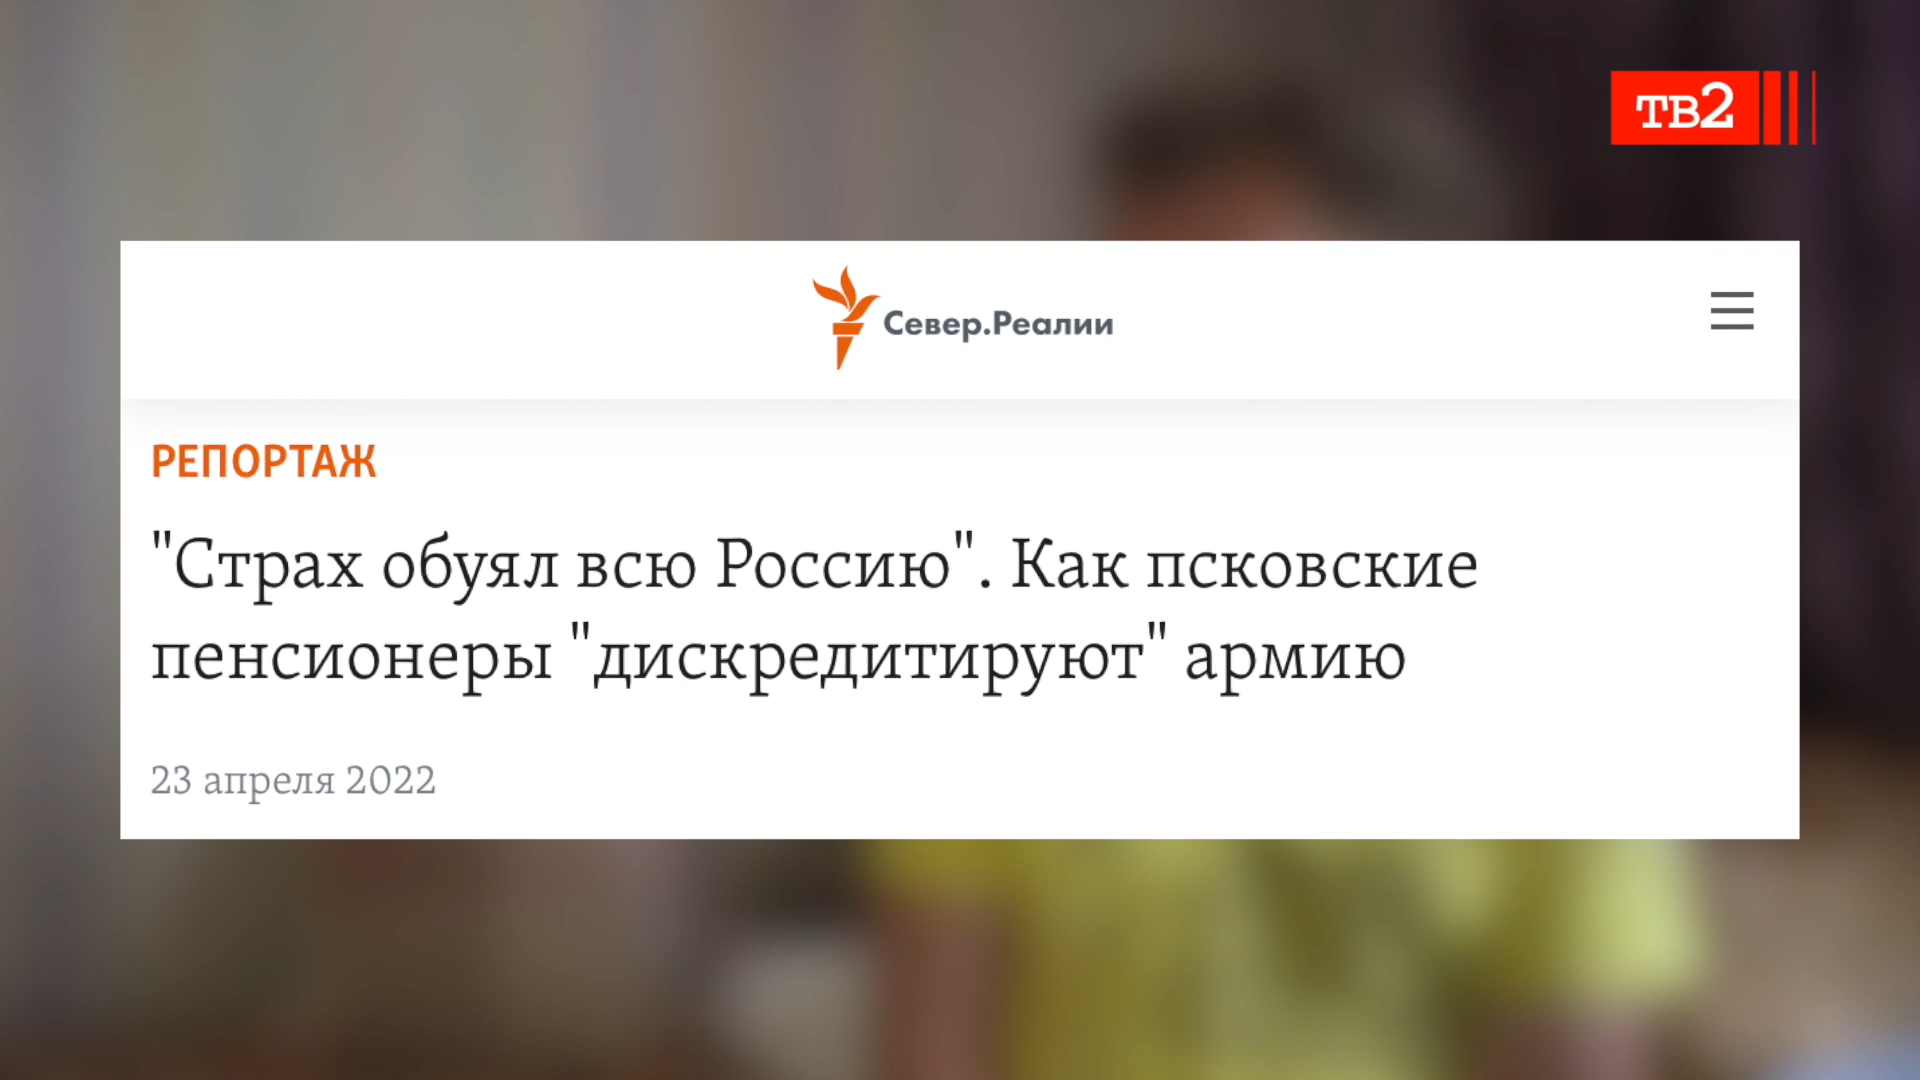 тв2
Север.Реалии
РЕПОРТАЖ
"Страх обуял всю Россию". Как псковские
пенсионеры "дискредитируют" армию
23 апреля 2022